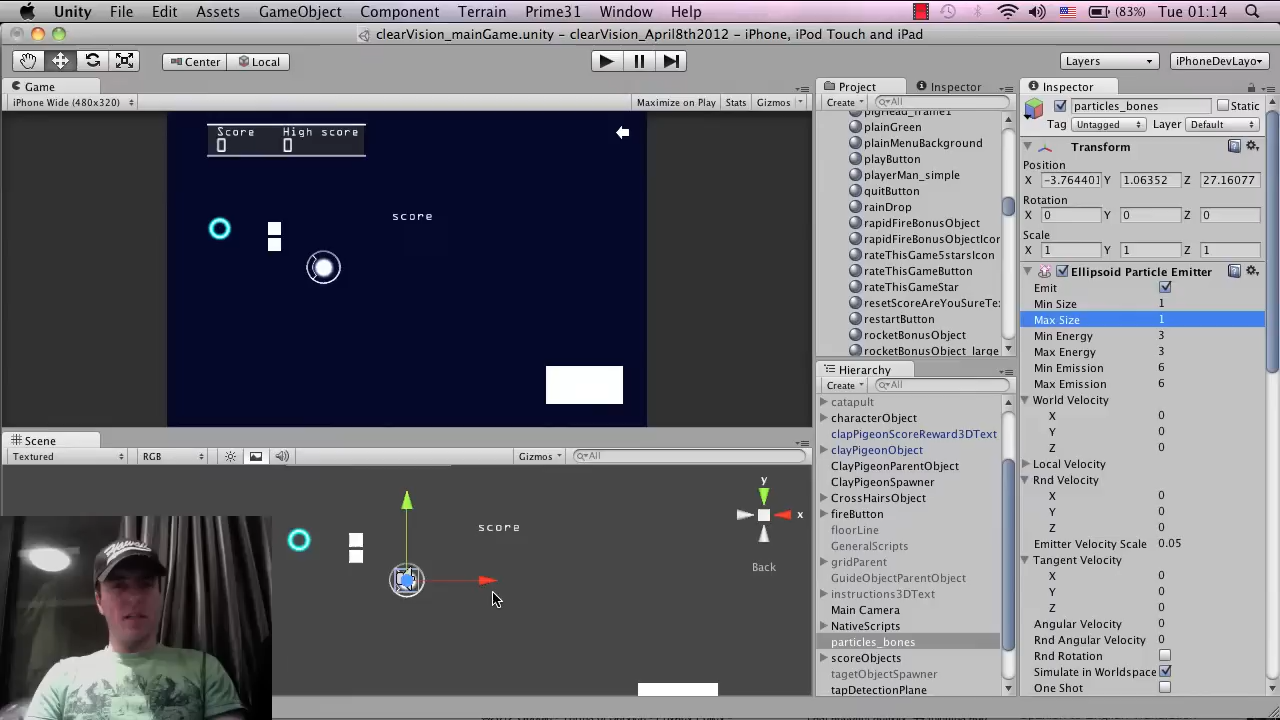 Unity File Edit Assets GameObject Component Terrain Prime31 Window Help (83%) Tue 01:14
clearVision_mainGame.unity – clearVision_April8th2012 – iPhone, iPod Touch and iPad
Center Local Layers iPhoneDevLayo
Game Project Inspector Inspector
iPhone Wide (480x320) Maximize on Play Stats Gizmos Create All
Score High score
0 0
score
pigHead_frame1
plainGreen
plainMenuBackground
playButton
playerMan_simple
quitButton
rainDrop
rapidFireBonusObject
rapidFireBonusObjectIcon
rateThisGame5starsIcon
rateThisGameButton
rateThisGameStar
resetScoreAreYouSureTe
restartButton
rocketBonusObject
rocketBonusObject_large
Hierarchy
Create All
catapult
characterObject
clapPigeonScoreReward3DText
clayPigeonObject
ClayPigeonParentObject
ClayPigeonSpawner
CrossHairsObject
fireButton
floorLine
GeneralScripts
gridParent
GuideObjectParentObject
instructions3DText
Main Camera
NativeScripts
particles_bones
scoreObjects
tagetObjectSpawner
tapDetectionPlane
particles_bones Static
Tag Untagged Layer Default
Transform
Position
X -3.764401 Y 1.06352 Z 27.16077
Rotation
X 0 Y 0 Z 0
Scale
X 1 Y 1 Z 1
Ellipsoid Particle Emitter
Emit
Min Size 1
Max Size 1
Min Energy 3
Max Energy 3
Min Emission 6
Max Emission 6
World Velocity
X 0
Y 0
Z 0
Local Velocity
Rnd Velocity
X 0
Y 0
Z 0
Emitter Velocity Scale 0.05
Tangent Velocity
X 0
Y 0
Z 0
Angular Velocity 0
Rnd Angular Velocity 0
Rnd Rotation
Simulate in Worldspace
One Shot
Scene
Textured RGB Gizmos All
score
y
x
Back